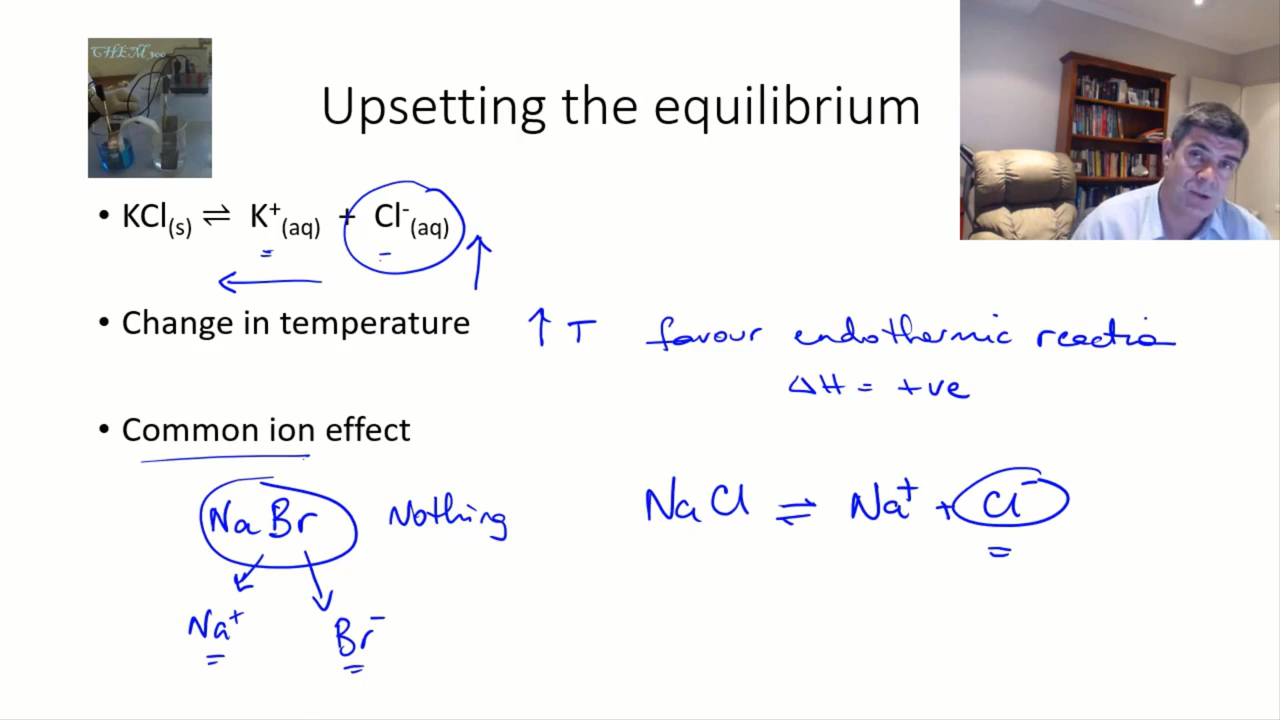 CHEM300
Upsetting the equilibrium
• KCl(s) ⇌ K⁺(aq) + Cl⁻(aq) ↑
• Change in temperature ↑ T favour endothermic reaction
ΔH = +ve
• Common ion effect
NaBr Nothing NaCl ⇌ Na⁺ + Cl⁻
Na⁺ Br⁻